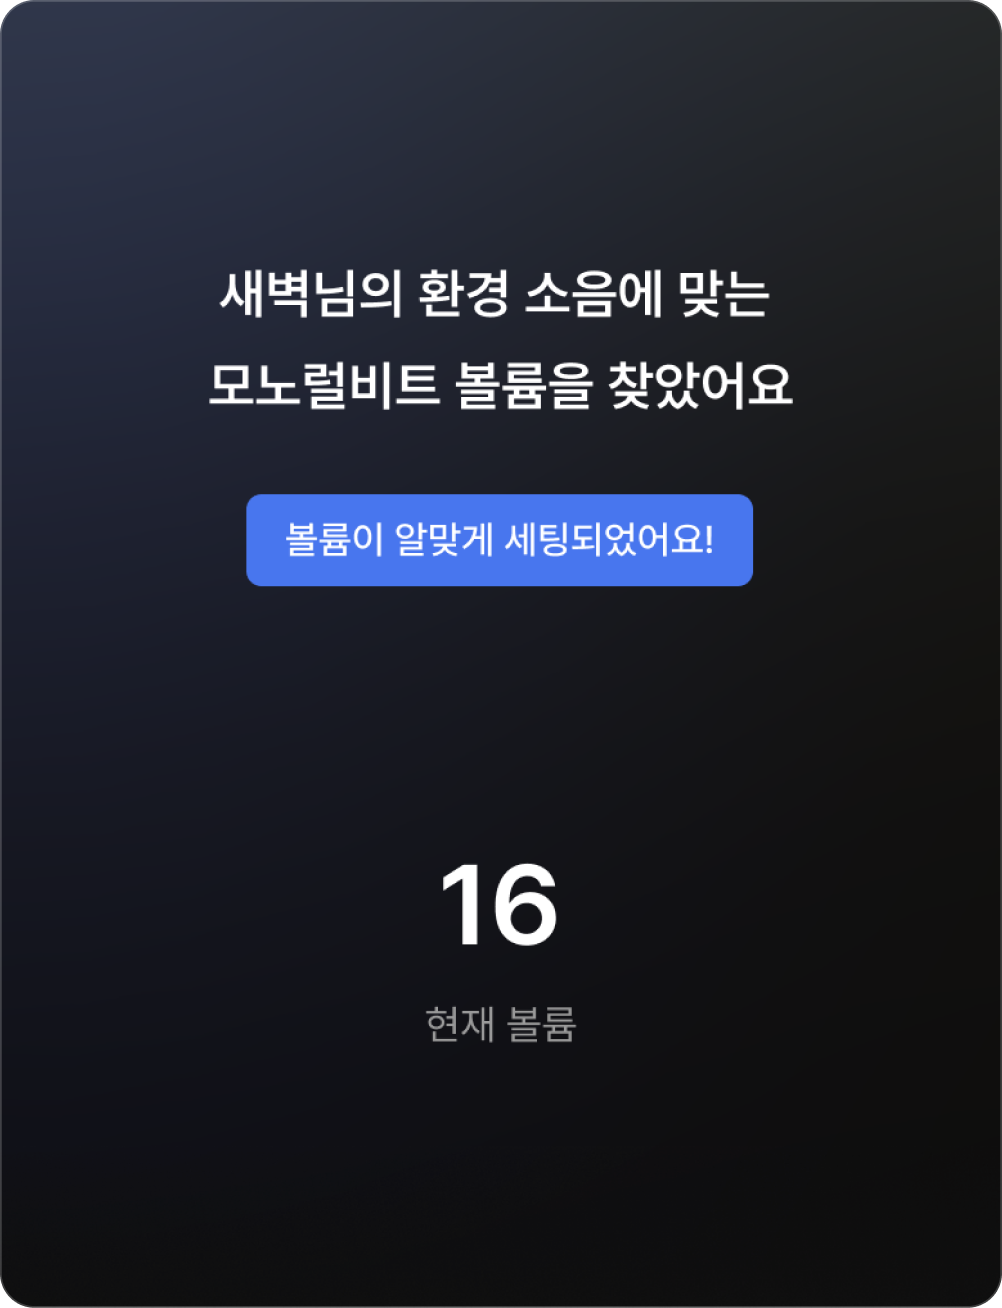 새벽님의 환경 소음에 맞는
모노럴비트 볼륨을 찾았어요
볼륨이 알맞게 세팅되었어요!
16
현재 볼륨